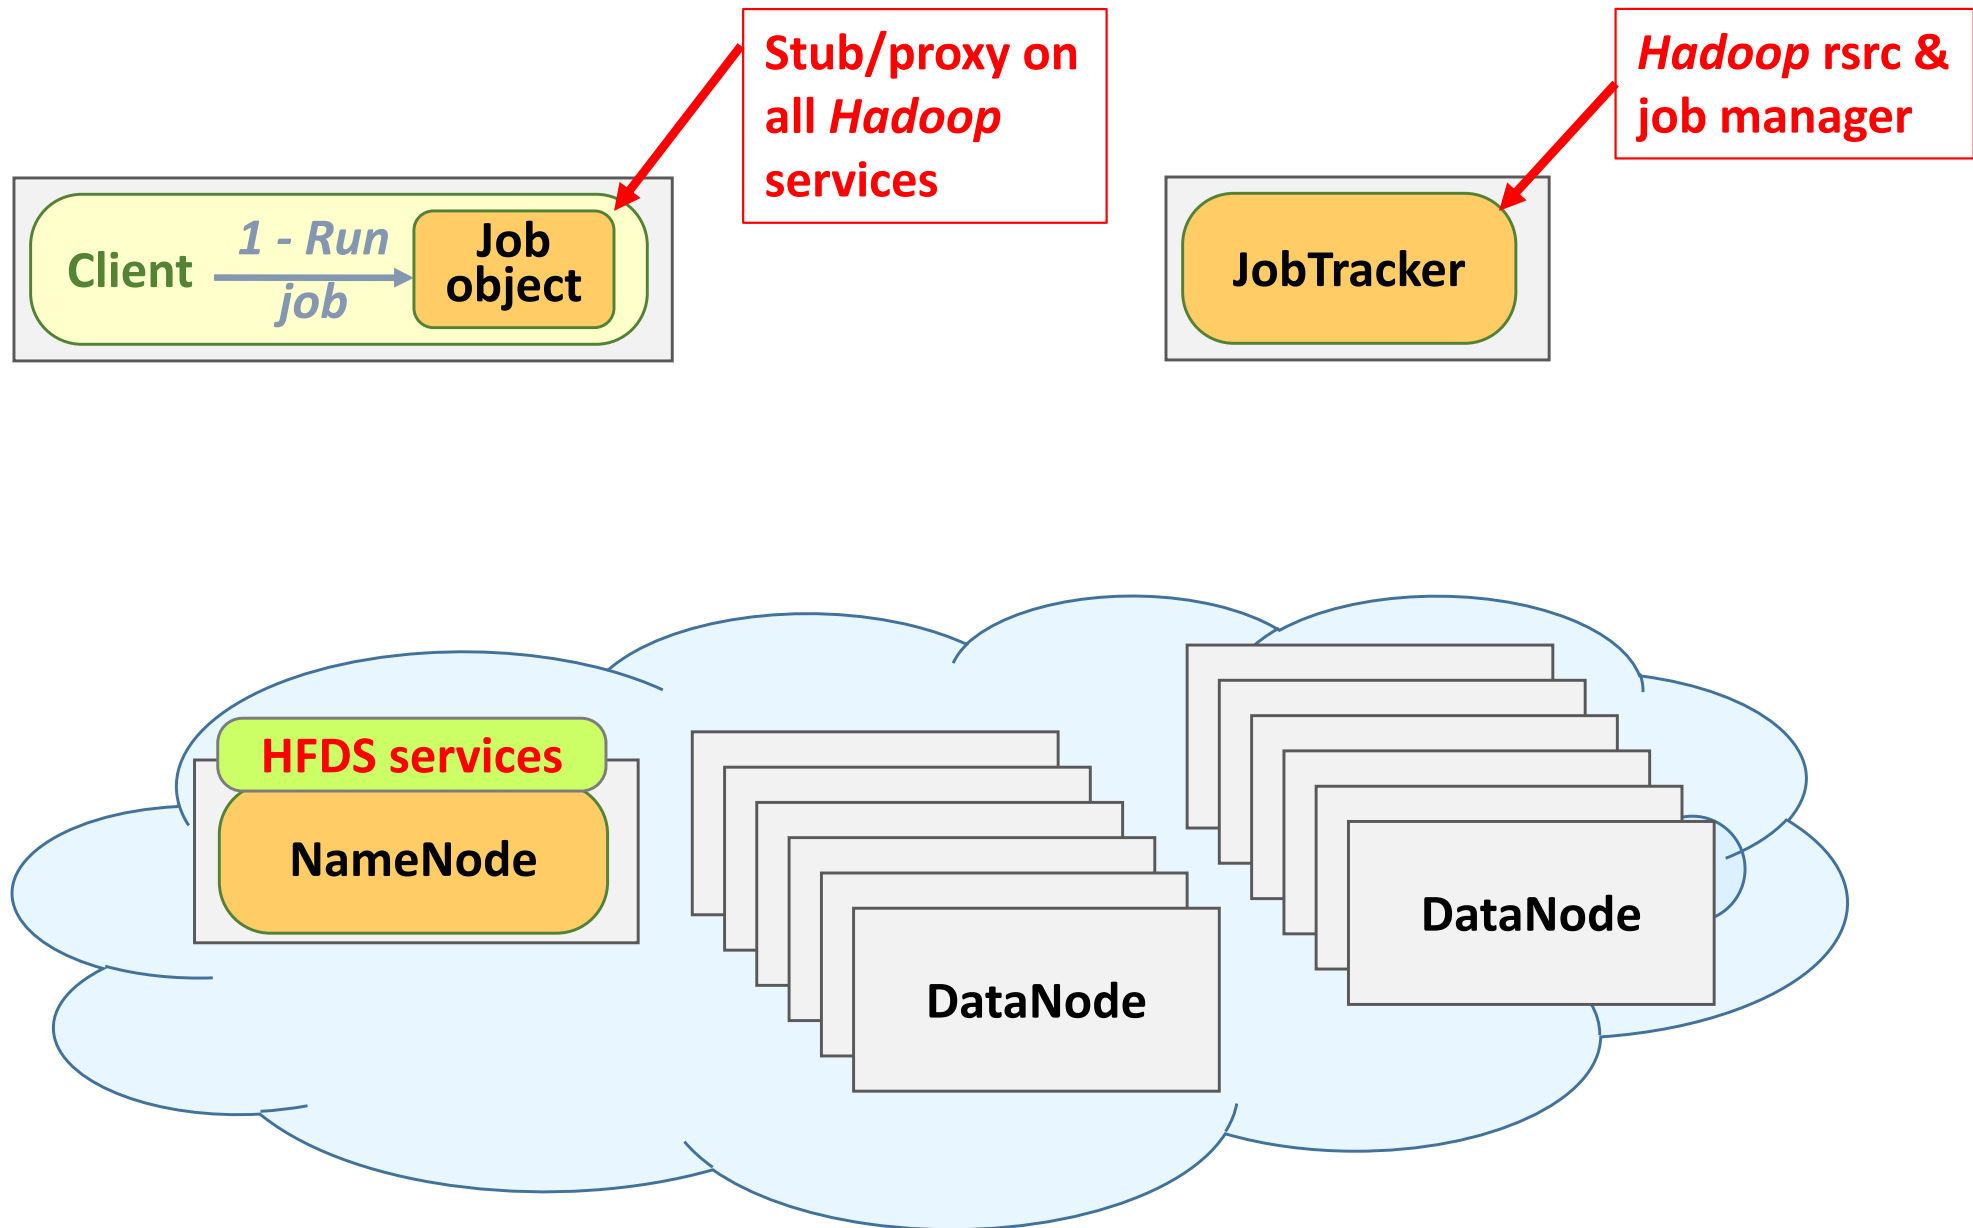 Stub/proxy on
all Hadoop
services
Hadoop rsrc &
job manager
Client
1 - Run
job
Job
object
JobTracker
HFDS services
NameNode
DataNode
DataNode